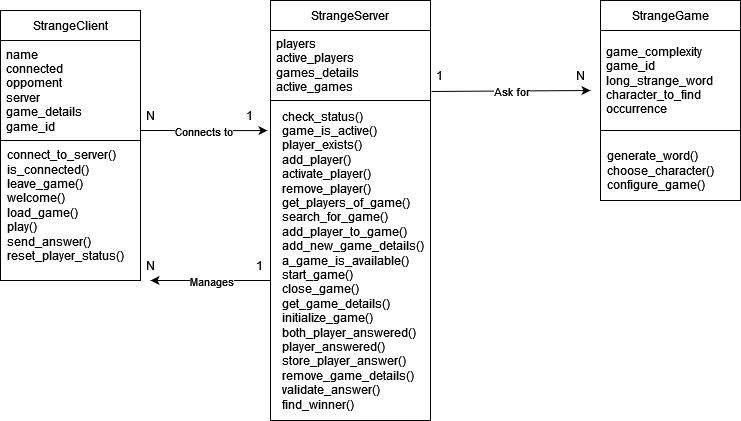 StrangeClient
name
connected
oppoment
server
game_details
game_id
connect_to_server()
is_connected()
leave_game()
welcome()
load_game()
play()
send_answer()
reset_player_status()
N
1
Connects to
N
1
Manages
StrangeServer
players
active_players
games_details
active_games
check_status()
game_is_active()
player_exists()
add_player()
activate_player()
remove_player()
get_players_of_game()
search_for_game()
add_player_to_game()
add_new_game_details()
a_game_is_available()
start_game()
close_game()
get_game_details()
initialize_game()
both_player_answered()
player_answered()
store_player_answer()
remove_game_details()
validate_answer()
find_winner()
1
N
Ask for
StrangeGame
game_complexity
game_id
long_strange_word
character_to_find
occurrence
generate_word()
choose_character()
configure_game()